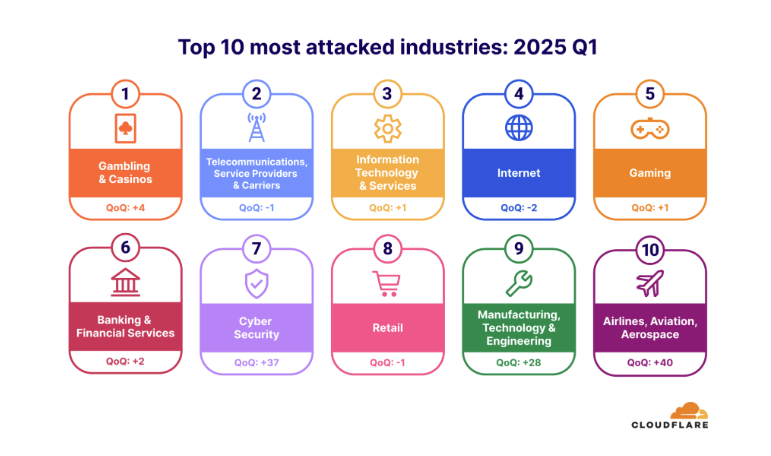 Top 10 most attacked industries: 2025 Q1
1
Gambling
& Casinos
QoQ: +4
2
Telecommunications,
Service Providers
& Carriers
QoQ: -1
3
Information
Technology
& Services
QoQ: +1
4
Internet
QoQ: -2
5
Gaming
QoQ: +1
6
Banking &
Financial Services
QoQ: +2
7
Cyber
Security
QoQ: +37
8
Retail
QoQ: -1
9
Manufacturing,
Technology &
Engineering
QoQ: +28
10
Airlines, Aviation,
Aerospace
QoQ: +40
CLOUDFLARE